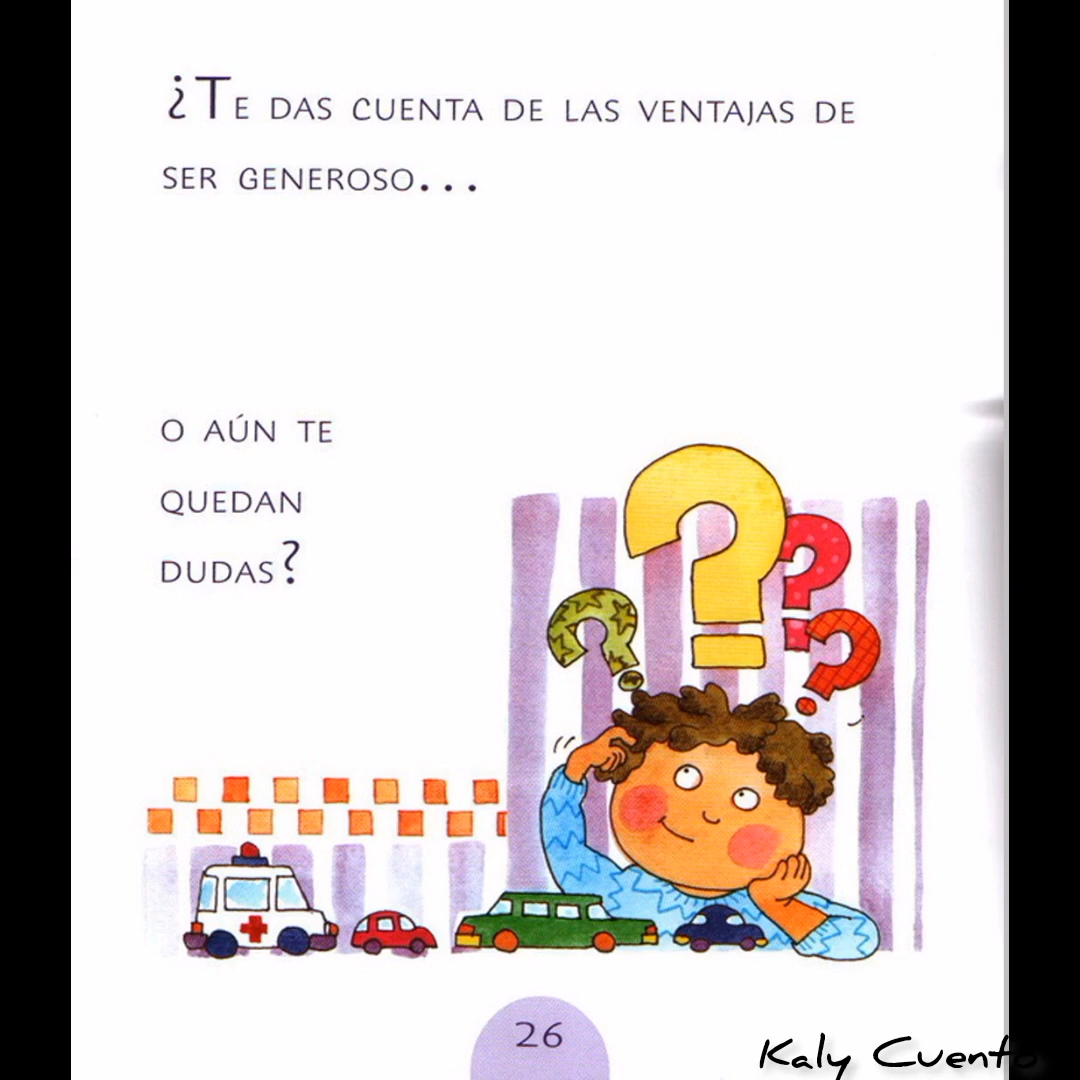 ¿TE DAS CUENTA DE LAS VENTAJAS DE
SER GENEROSO...
O AÚN TE
QUEDAN
DUDAS?
26
Kaly Cuento